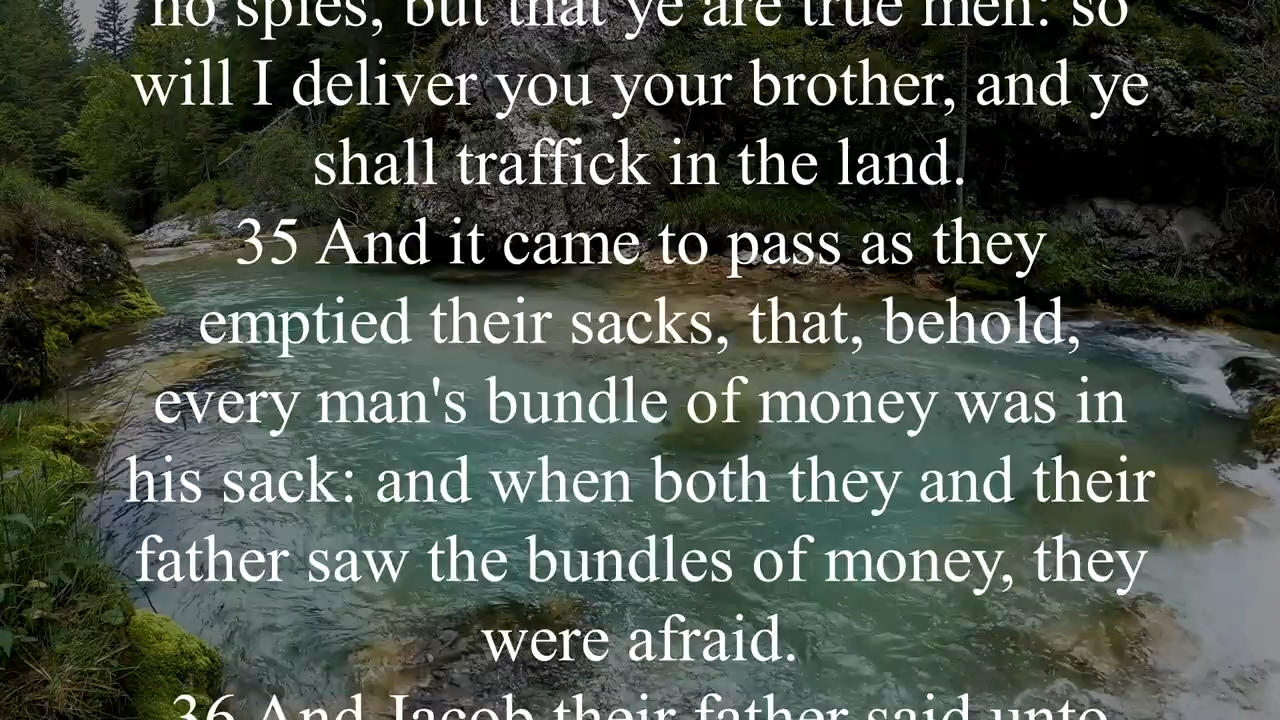 no spies, but that ye are true men: so
will I deliver you your brother, and ye
shall traffick in the land.
35 And it came to pass as they
emptied their sacks, that, behold,
every man's bundle of money was in
his sack: and when both they and their
father saw the bundles of money, they
were afraid.
36 And Jacob their father said unto